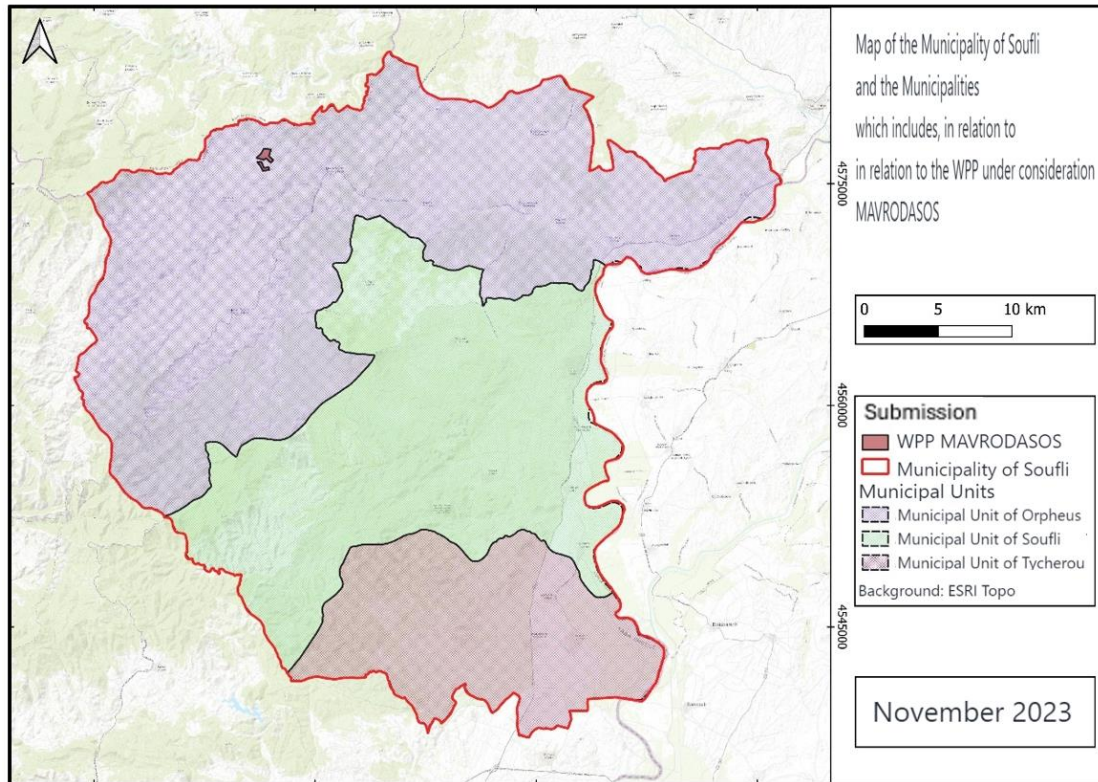 Map of the Municipality of Soufli
and the Municipalities
which includes, in relation to
in relation to the WPP under consideration
MAVRODASOS
4575000
0 5 10 km
4560000
Submission
WPP MAVRODASOS
Municipality of Soufli
Municipal Units
Municipal Unit of Orpheus
Municipal Unit of Soufli
Municipal Unit of Tycherou
Background: ESRI Topo
4545000
November 2023